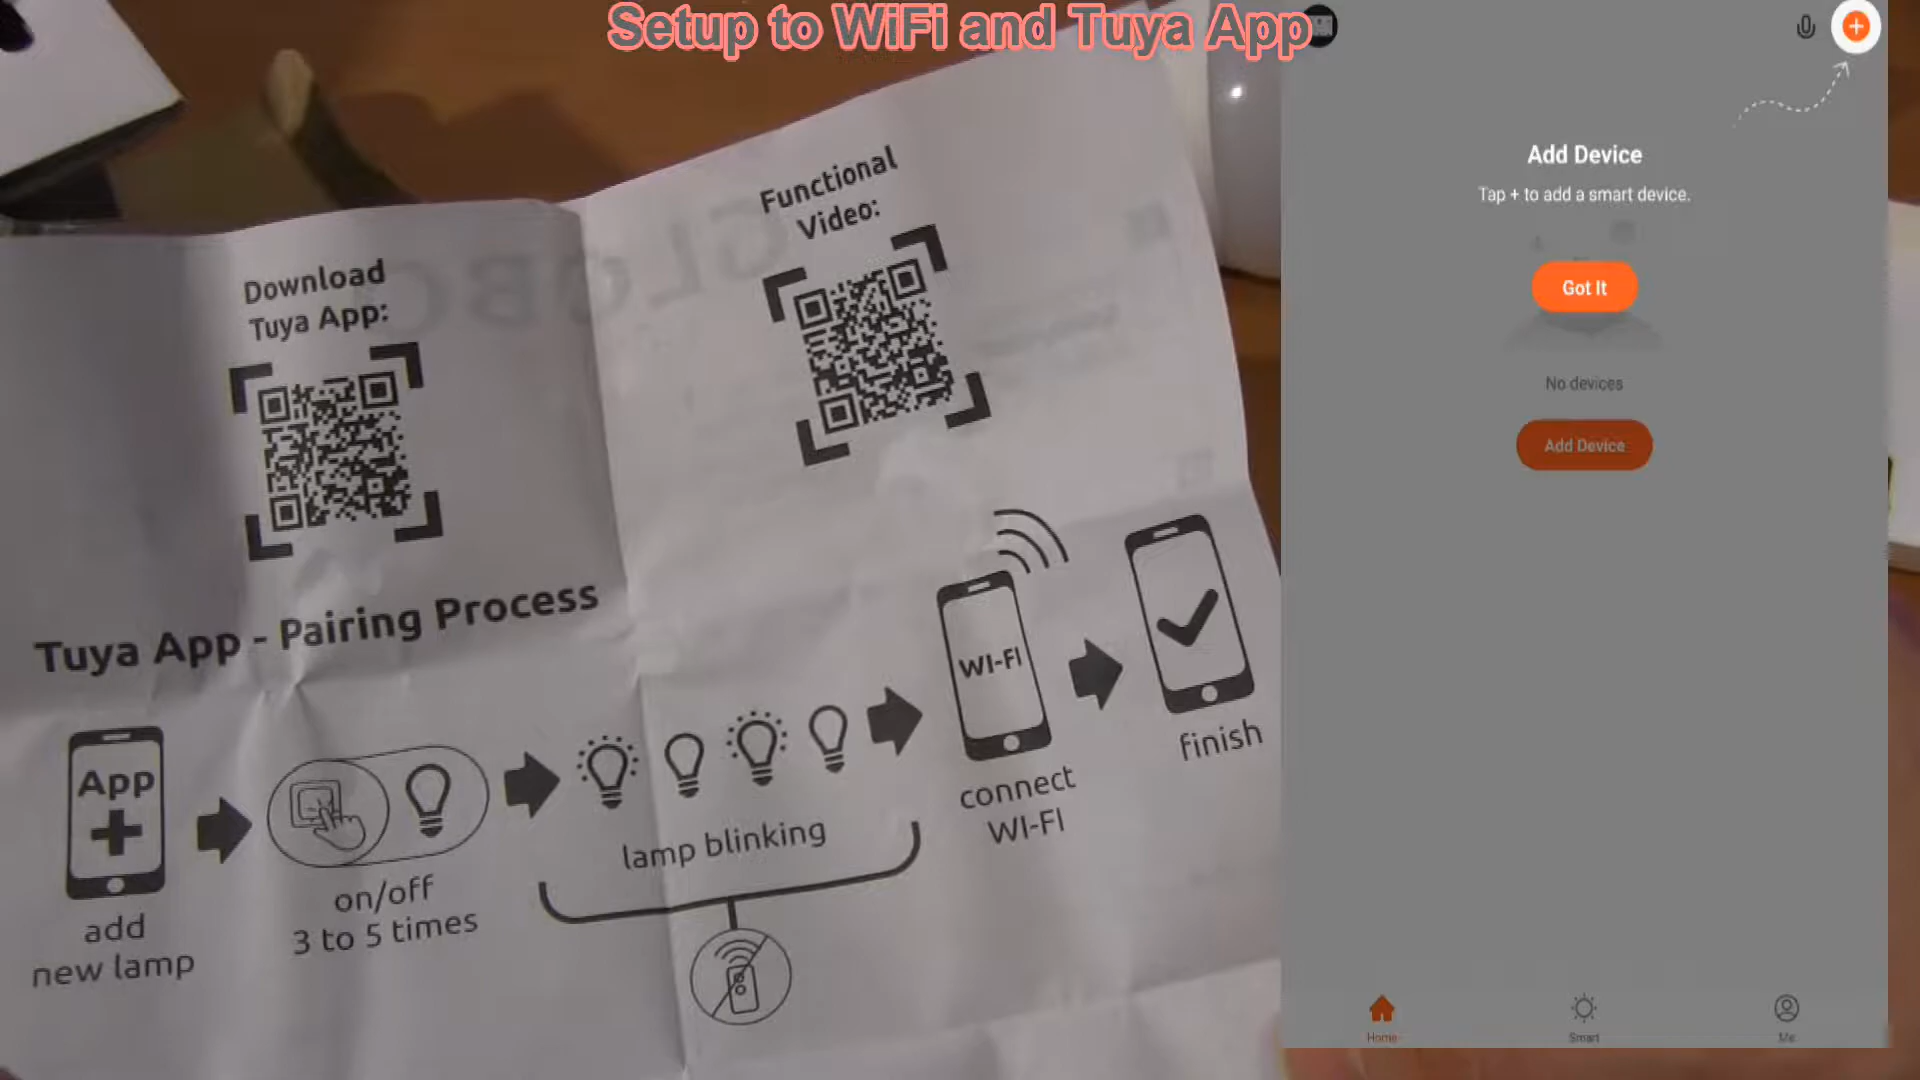 Setup to WiFi and Tuya App
Download
Tuya App:
Functional
Video:
Tuya App - Pairing Process
App
add
new lamp
on/off
3 to 5 times
lamp blinking
WI-FI
connect
WI-FI
finish
Add Device
Tap + to add a smart device.
Got It
No devices
Add Device
Home
Smart
Me